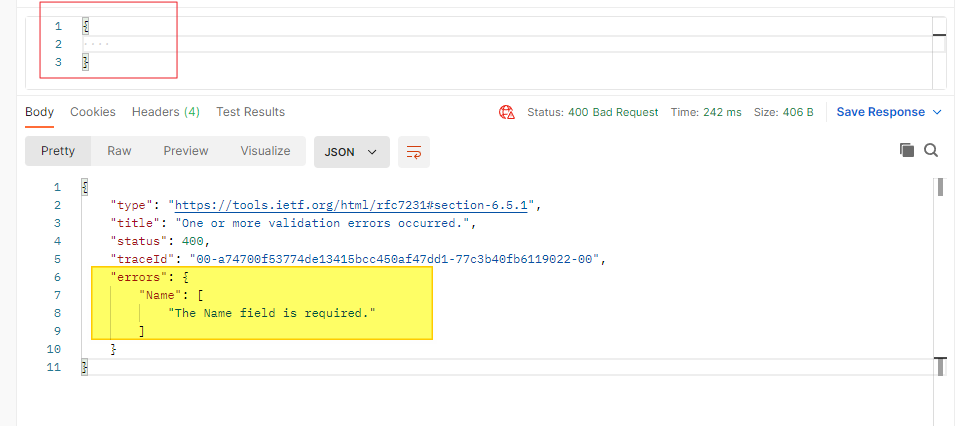 1 {
2 ....
3 }
Body Cookies Headers (4) Test Results Status: 400 Bad Request Time: 242 ms Size: 406 B Save Response
Pretty Raw Preview Visualize JSON
1 {
2 "type": "https://tools.ietf.org/html/rfc7231#section-6.5.1",
3 "title": "One or more validation errors occurred.",
4 "status": 400,
5 "traceId": "00-a74700f53774de13415bcc450af47dd1-77c3b40fb6119022-00",
6 "errors": {
7 "Name": [
8 "The Name field is required."
9 ]
10 }
11 }